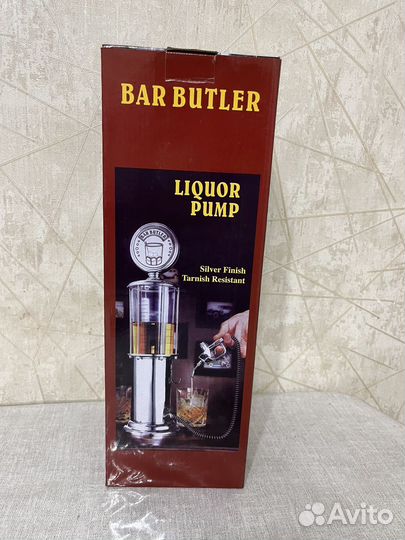 BAR BUTLER
LIQUOR
PUMP
BAR BUTLER
Silver Finish
Tarnish Resistant
Avito